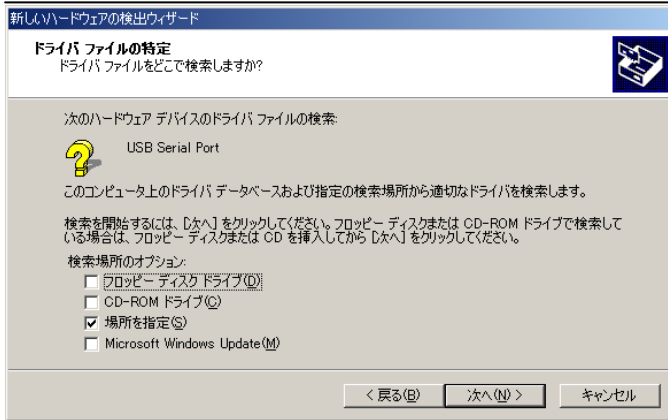 新しいハードウェアの検出ウィザード
ドライバ ファイルの特定
ドライバ ファイルをどこで検索しますか?
次のハードウェア デバイスのドライバ ファイルの検索:
USB Serial Port
このコンピュータ上のドライバ データベースおよび指定の検索場所から適切なドライバを検索します。
検索を開始するには、[次へ] をクリックしてください。フロッピー ディスクまたは CD-ROM ドライブで検索して
いる場合は、フロッピー ディスクまたは CD を挿入してから [次へ] をクリックしてください。
検索場所のオプション:
フロッピー ディスク ドライブ(D)
CD-ROM ドライブ(C)
場所を指定(S)
Microsoft Windows Update(M)
< 戻る(B) 次へ(N) > キャンセル